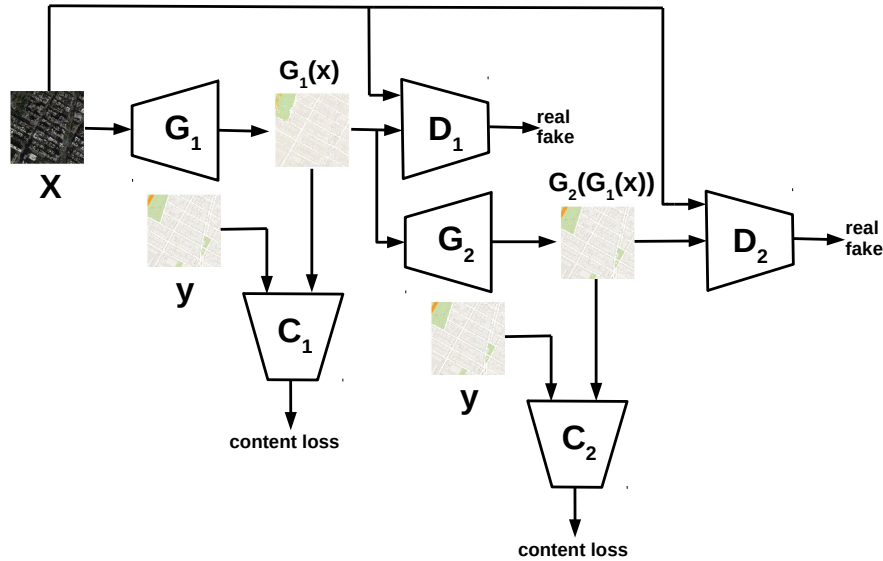 G₁(x)
G₁
D₁
real
fake
X
G₂(G₁(x))
G₂
D₂
real
fake
y
C₁
y
content loss
C₂
content loss